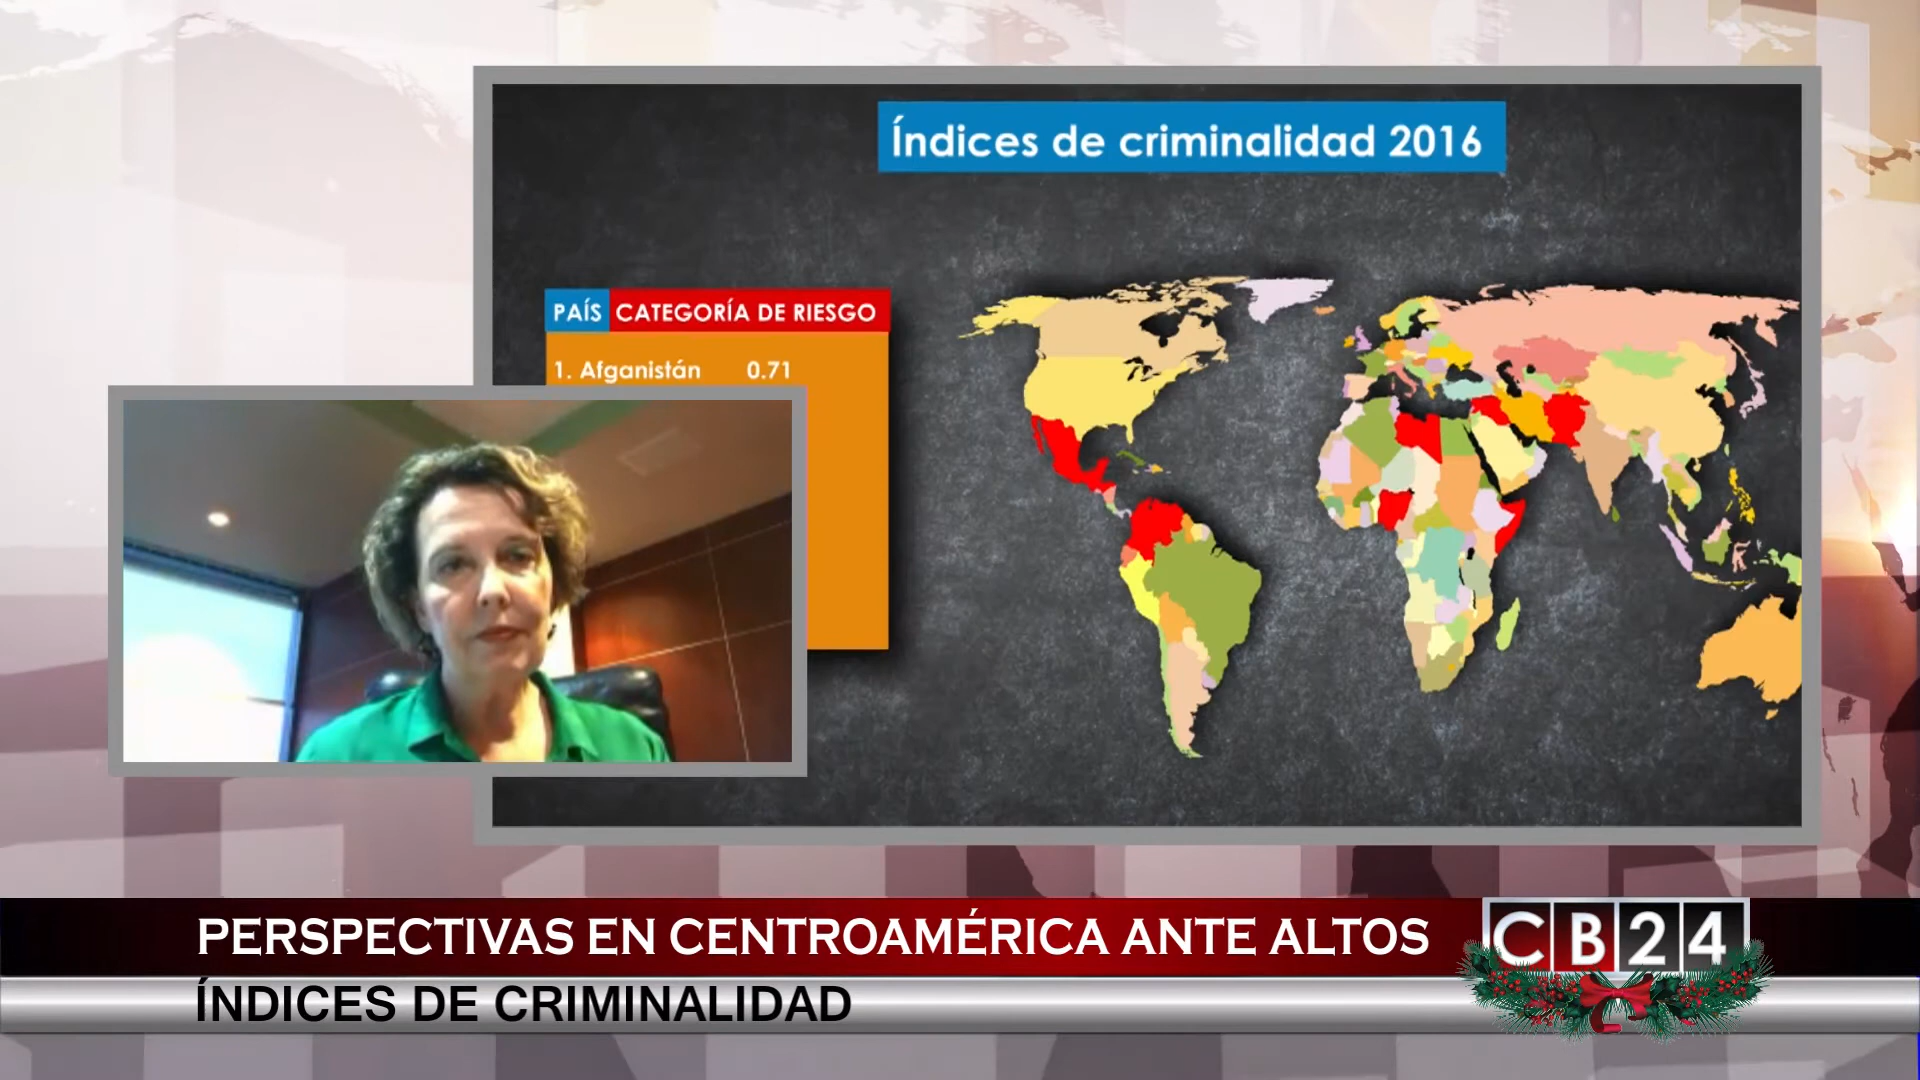 Índices de criminalidad 2016
PAÍS CATEGORÍA DE RIESGO
1. Afganistán 0.71
PERSPECTIVAS EN CENTROAMÉRICA ANTE ALTOS
ÍNDICES DE CRIMINALIDAD
CB24